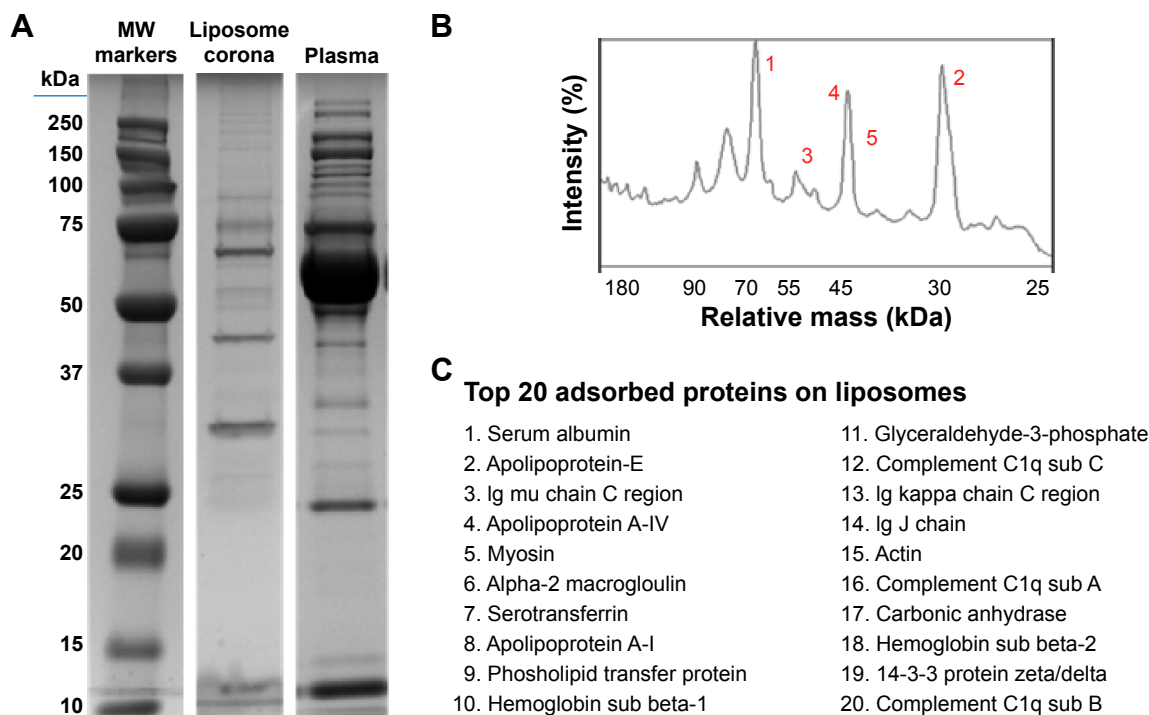 A
MW
markers
Liposome
corona
Plasma
kDa
250
150
100
75
50
37
25
20
15
10
B
Intensity (%)
1
2
3
4
5
180 90 70 55 45 30 25
Relative mass (kDa)
C
Top 20 adsorbed proteins on liposomes
1. Serum albumin
2. Apolipoprotein-E
3. Ig mu chain C region
4. Apolipoprotein A-IV
5. Myosin
6. Alpha-2 macrogloulin
7. Serotransferrin
8. Apolipoprotein A-I
9. Phosholipid transfer protein
10. Hemoglobin sub beta-1
11. Glyceraldehyde-3-phosphate
12. Complement C1q sub C
13. Ig kappa chain C region
14. Ig J chain
15. Actin
16. Complement C1q sub A
17. Carbonic anhydrase
18. Hemoglobin sub beta-2
19. 14-3-3 protein zeta/delta
20. Complement C1q sub B